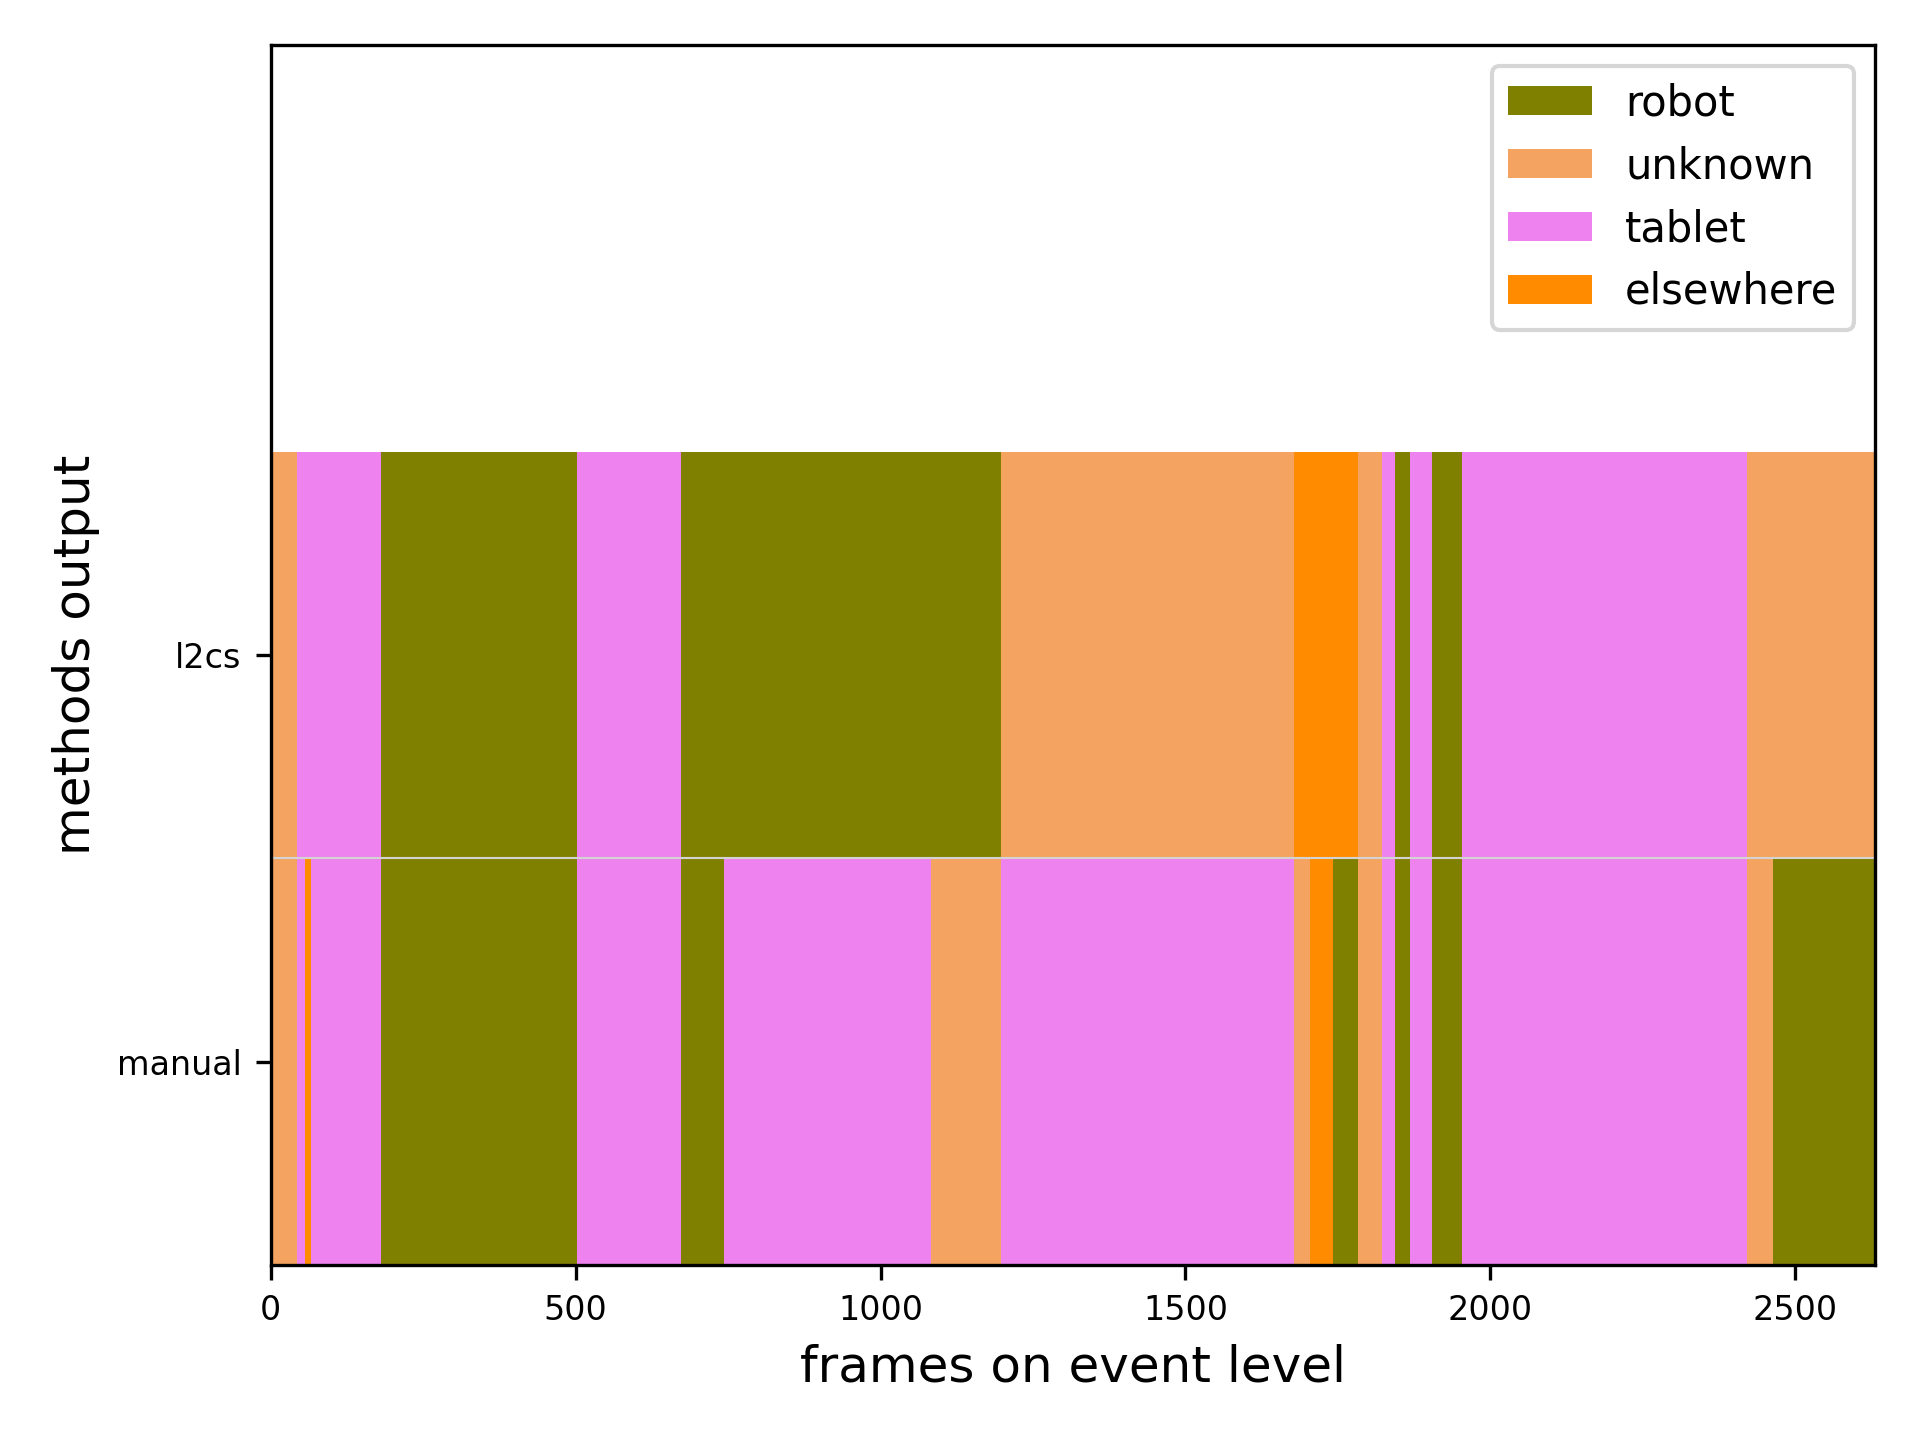 robot
unknown
tablet
elsewhere
methods output
l2cs
manual
0 500 1000 1500 2000 2500
frames on event level